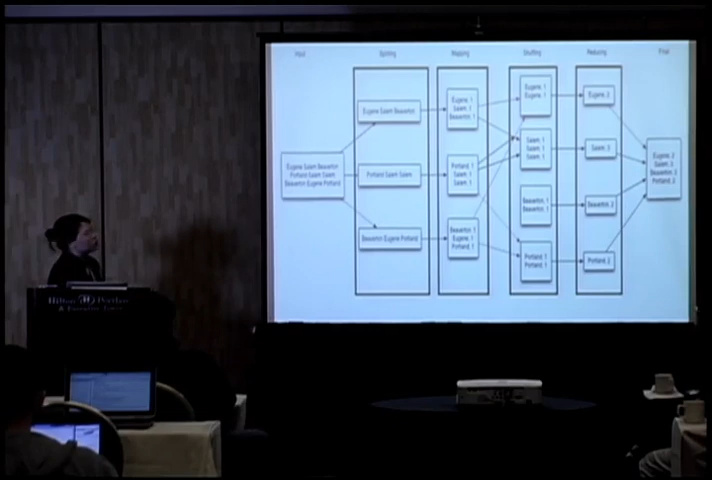 Input
Splitting
Mapping
Shuffling
Reducing
Final
Eugene Salem Beaverton
Portland Salem Salem
Beaverton Eugene Portland
Eugene Salem Beaverton
Portland Salem Salem
Beaverton Eugene Portland
Eugene, 1
Salem, 1
Beaverton, 1
Portland, 1
Salem, 1
Salem, 1
Beaverton, 1
Eugene, 1
Portland, 1
Eugene, 1
Eugene, 1
Salem, 1
Salem, 1
Salem, 1
Beaverton, 1
Beaverton, 1
Portland, 1
Portland, 1
Eugene, 2
Salem, 3
Beaverton, 2
Portland, 2
Eugene, 2
Salem, 3
Beaverton, 2
Portland, 2
Hilton Portland
& Executive Tower